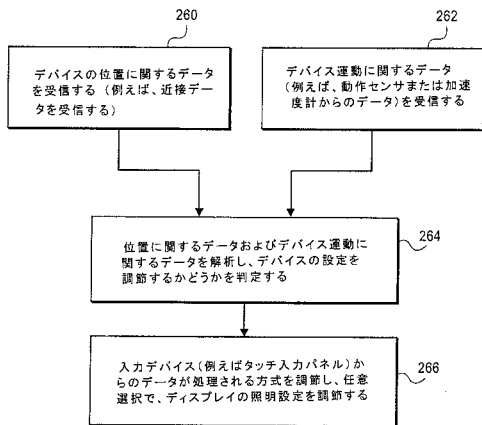 260
262
デバイスの位置に関するデータ
を受信する (例えば、近接デー
タを受信する)
デバイス運動に関するデータ
(例えば、動作センサまたは加速
度計からのデータ)を受信する
264
位置に関するデータおよびデバイス運動に
関するデータを解析し、デバイスの設定を
調節するかどうかを判定する
入力デバイス(例えばタッチ入力パネル)か
らのデータが処理される方式を調節し、任意
選択で、ディスプレイの照明設定を調節する
266